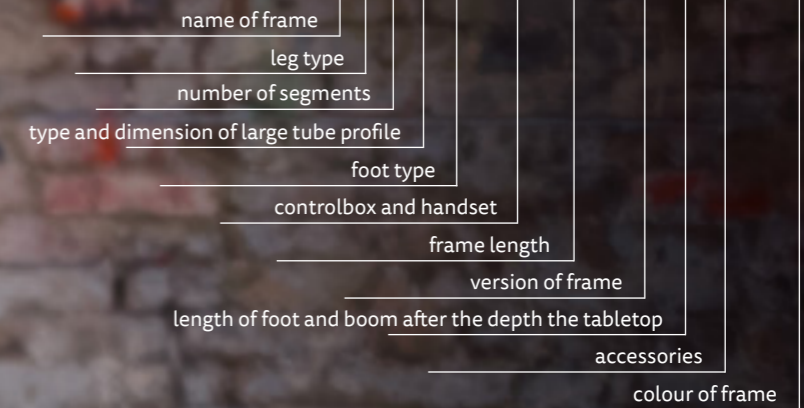 name of frame
leg type
number of segments
type and dimension of large tube profile
foot type
controlbox and handset
frame length
version of frame
length of foot and boom after the depth the tabletop
accessories
colour of frame